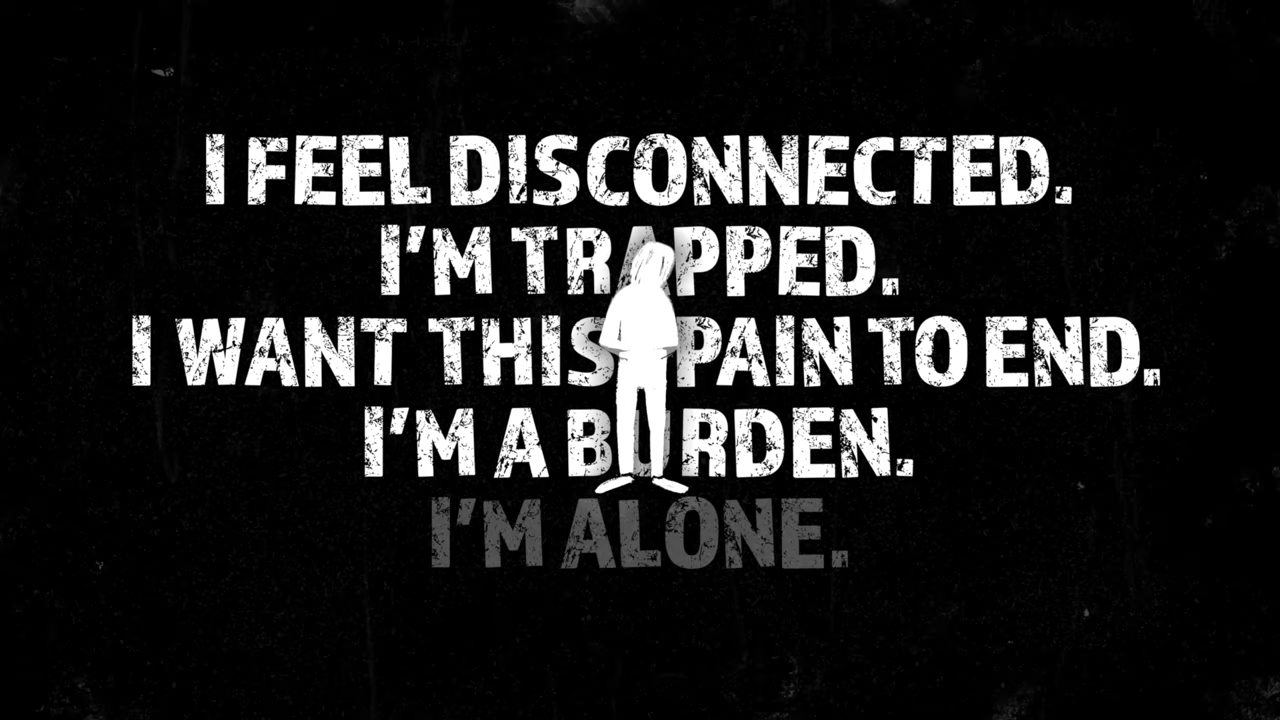 I FEEL DISCONNECTED.
I'M TRAPPED.
I WANT THIS PAIN TO END.
I'M A BURDEN.
I'M ALONE.